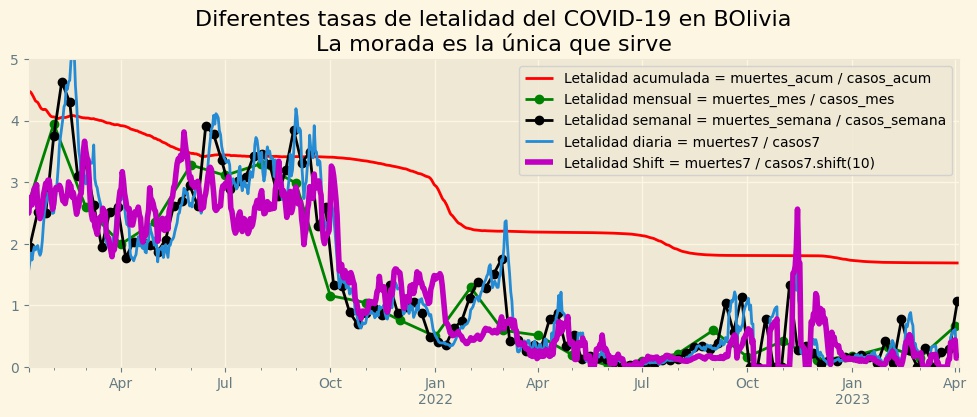 Diferentes tasas de letalidad del COVID-19 en BOlivia
La morada es la única que sirve
5
4
3
2
1
0
Letalidad acumulada = muertes_acum / casos_acum
Letalidad mensual = muertes_mes / casos_mes
Letalidad semanal = muertes_semana / casos_semana
Letalidad diaria = muertes7 / casos7
Letalidad Shift = muertes7 / casos7.shift(10)
Apr Jul Oct Jan Apr Jul Oct Jan Apr
2022 2023